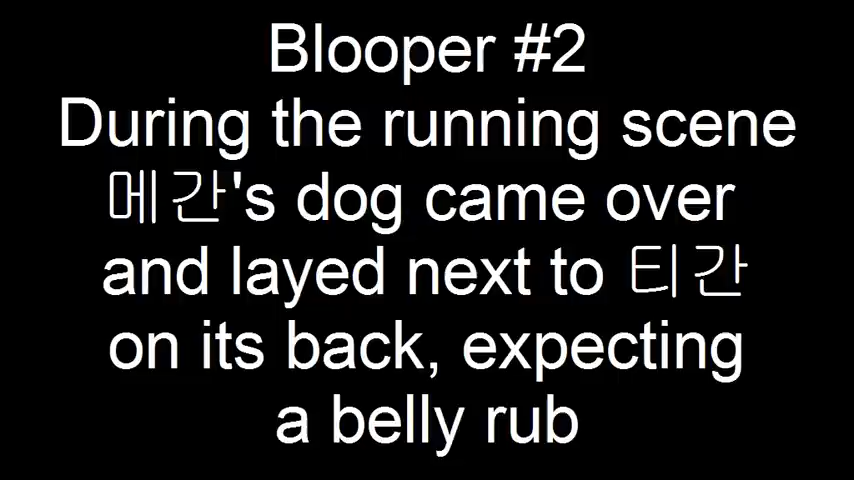 Blooper #2
During the running scene
메간's dog came over
and layed next to 티간
on its back, expecting
a belly rub